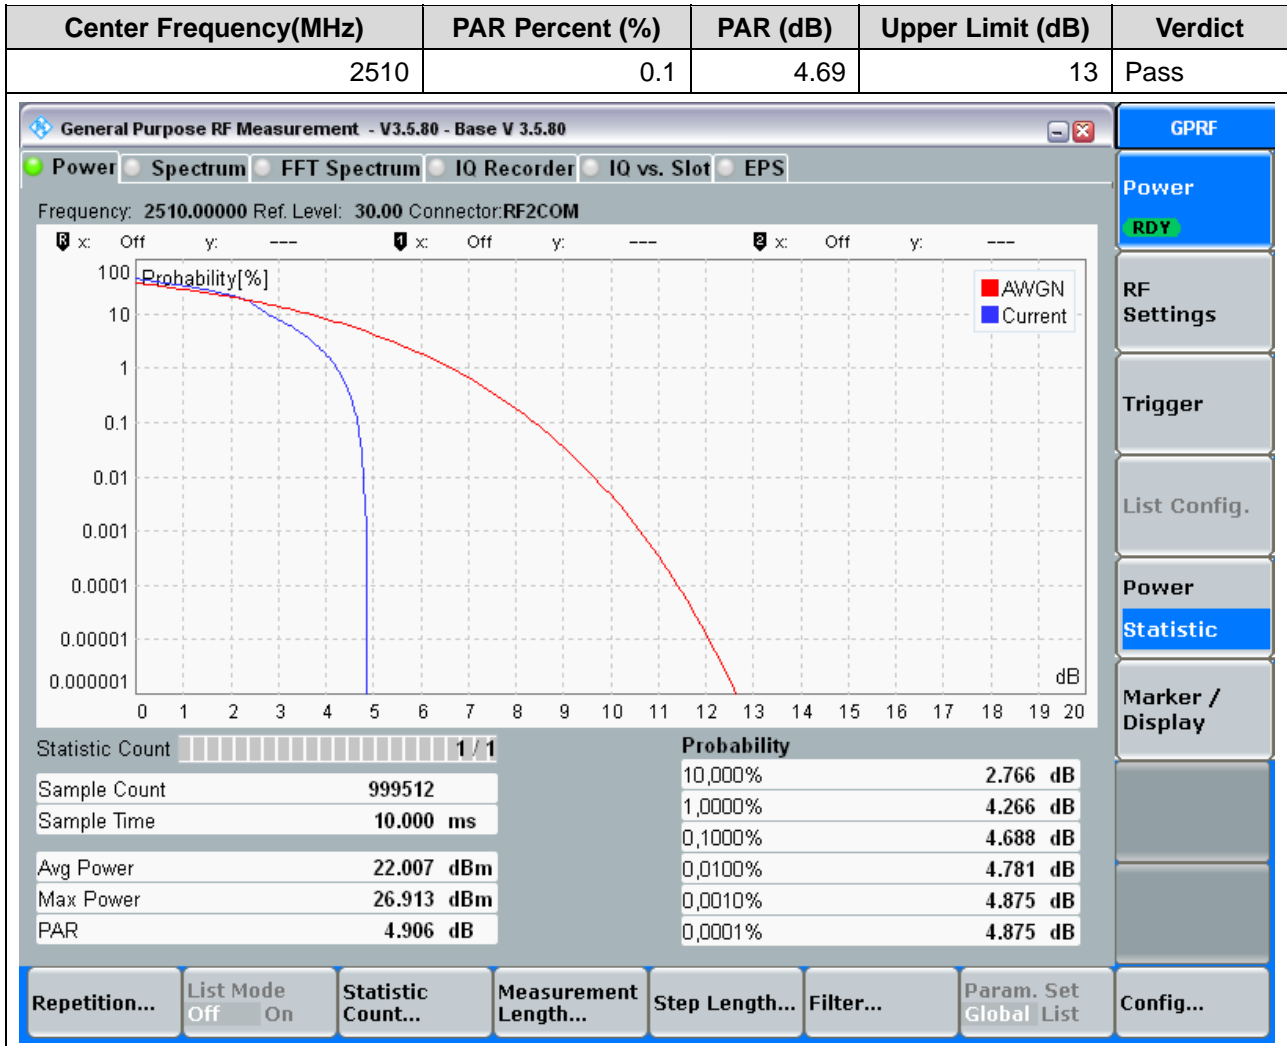 Center Frequency(MHz) PAR Percent (%) PAR (dB) Upper Limit (dB) Verdict
2510 0.1 4.69 13 Pass
General Purpose RF Measurement - V3.5.80 - Base V 3.5.80
GPRF
Power Spectrum FFT Spectrum IQ Recorder IQ vs. Slot EPS
Frequency: 2510.00000 Ref. Level: 30.00 Connector:RF2COM
R x: Off y: --- 1 x: Off y: --- 2 x: Off y: ---
Probability[%]
AWGN
Current
100
10
1
0.1
0.01
0.001
0.0001
0.00001
0.000001
dB
0 1 2 3 4 5 6 7 8 9 10 11 12 13 14 15 16 17 18 19 20
Statistic Count 1 / 1
Sample Count 999512
Sample Time 10.000 ms
Avg Power 22.007 dBm
Max Power 26.913 dBm
PAR 4.906 dB
Probability
10,000% 2.766 dB
1,0000% 4.266 dB
0,1000% 4.688 dB
0,0100% 4.781 dB
0,0010% 4.875 dB
0,0001% 4.875 dB
Power
RDY
RF
Settings
Trigger
List Config.
Power
Statistic
Marker /
Display
Repetition...
List Mode
Off On
Statistic
Count...
Measurement
Length...
Step Length...
Filter...
Param. Set
Global List
Config...